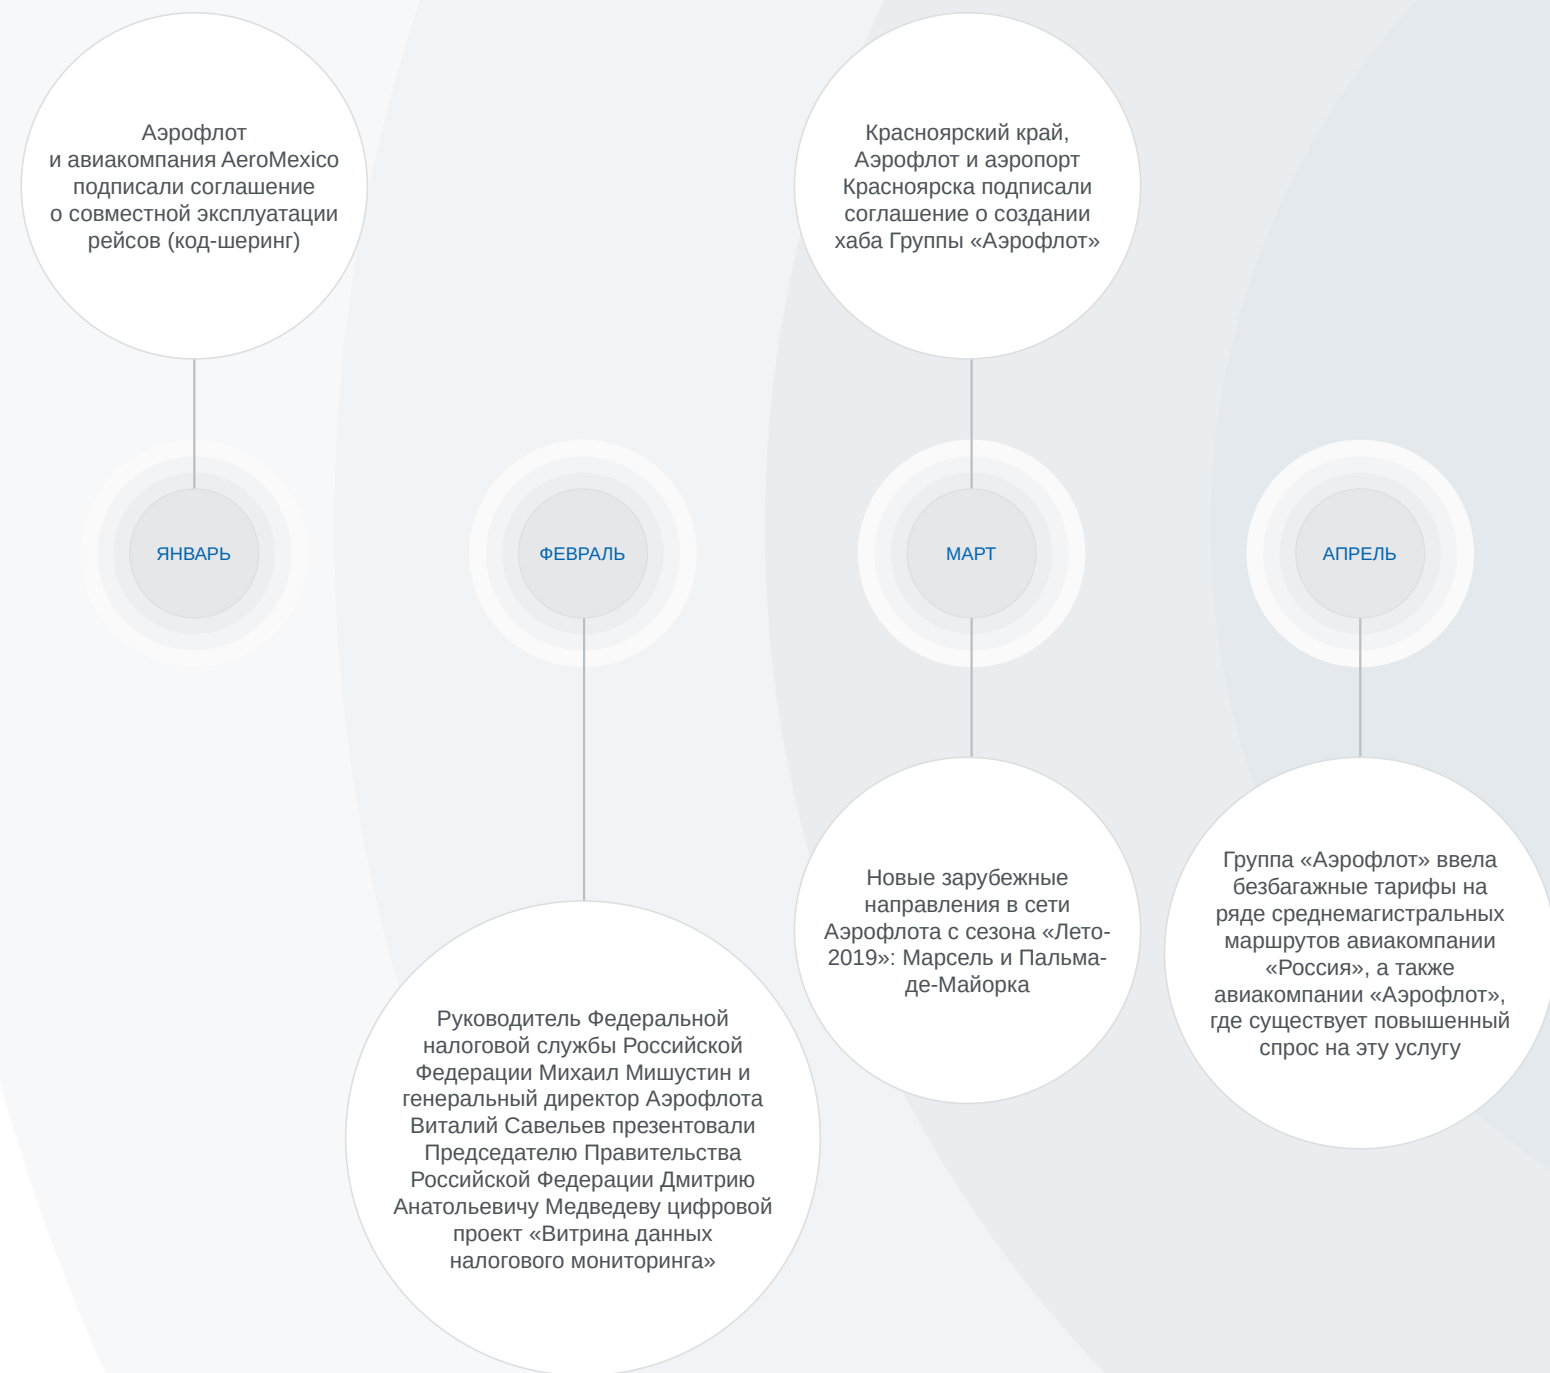 Аэрофлот
и авиакомпания AeroMexico
подписали соглашение
о совместной эксплуатации
рейсов (код-шеринг)
Красноярский край,
Аэрофлот и аэропорт
Красноярска подписали
соглашение о создании
хаба Группы «Аэрофлот»
ЯНВАРЬ
ФЕВРАЛЬ
МАРТ
АПРЕЛЬ
Руководитель Федеральной
налоговой службы Российской
Федерации Михаил Мишустин и
генеральный директор Аэрофлота
Виталий Савельев презентовали
Председателю Правительства
Российской Федерации Дмитрию
Анатольевичу Медведеву цифровой
проект «Витрина данных
налогового мониторинга»
Новые зарубежные
направления в сети
Аэрофлота с сезона «Лето-
2019»: Марсель и Пальма-
де-Майорка
Группа «Аэрофлот» ввела
безбагажные тарифы на
ряде среднемагистральных
маршрутов авиакомпании
«Россия», а также
авиакомпании «Аэрофлот»,
где существует повышенный
спрос на эту услугу